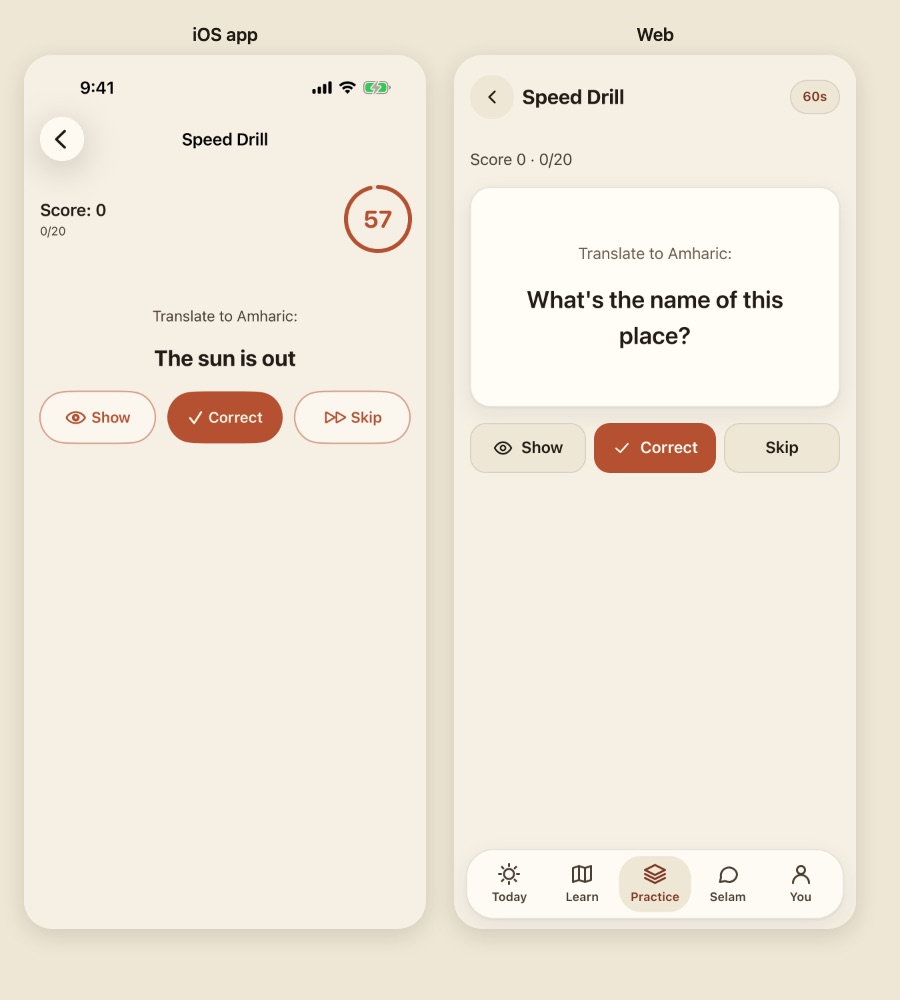 iOS app
9:41
Speed Drill
Score: 0
0/20
57
Translate to Amharic:
The sun is out
Show
Correct
Skip
Web
Speed Drill
60s
Score 0 · 0/20
Translate to Amharic:
What's the name of this
place?
Show
Correct
Skip
Today
Learn
Practice
Selam
You